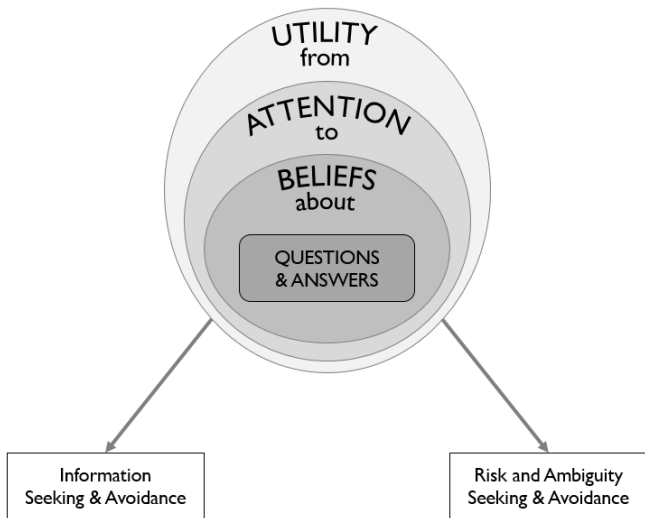 UTILITY
from
ATTENTION
to
BELIEFS
about
QUESTIONS
& ANSWERS
Information
Seeking & Avoidance
Risk and Ambiguity
Seeking & Avoidance